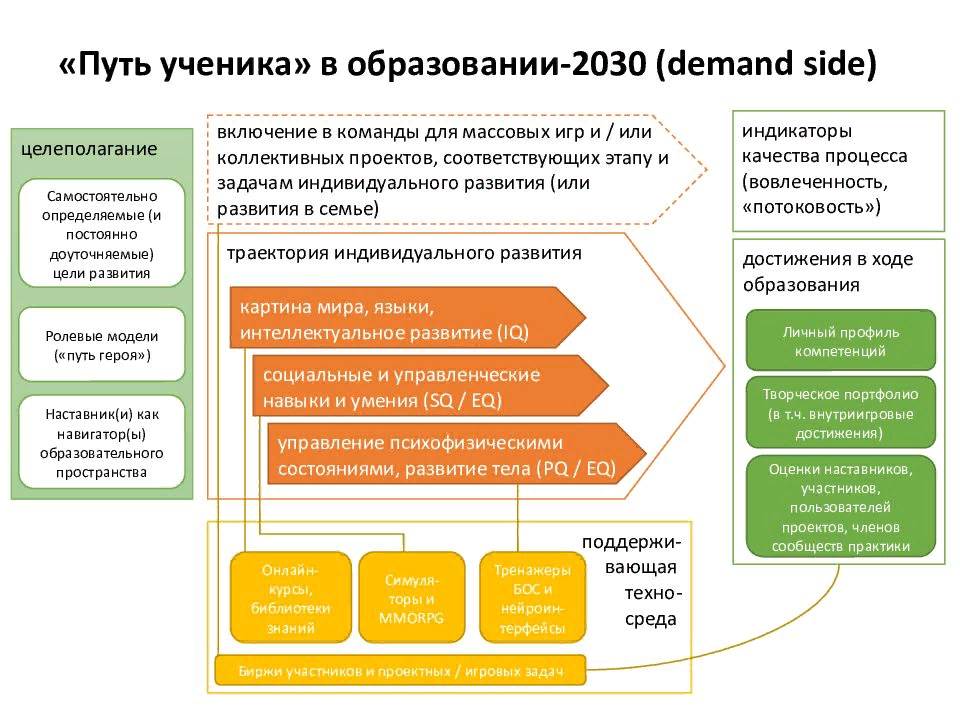 «Путь ученика» в образовании-2030 (demand side)
целеполагание
Самостоятельно
определяемые (и
постоянно
доуточняемые)
цели развития
Ролевые модели
(«путь героя»)
Наставник(и) как
навигатор(ы)
образовательного
пространства
включение в команды для массовых игр и / или
коллективных проектов, соответствующих этапу и
задачам индивидуального развития (или
развития в семье)
траектория индивидуального развития
картина мира, языки,
интеллектуальное развитие (IQ)
социальные и управленческие
навыки и умения (SQ / EQ)
управление психофизическими
состояниями, развитие тела (PQ / EQ)
поддержи-
вающая
техно-
среда
Онлайн-
курсы,
библиотеки
знаний
Симуля-
торы и
MMORPG
Тренажеры
БОС и
нейроин-
терфейсы
Биржи участников и проектных / игровых задач
индикаторы
качества процесса
(вовлеченность,
«потоковость»)
достижения в ходе
образования
Личный профиль
компетенций
Творческое портфолио
(в т.ч. внутриигровые
достижения)
Оценки наставников,
участников,
пользователей
проектов, членов
сообществ практики